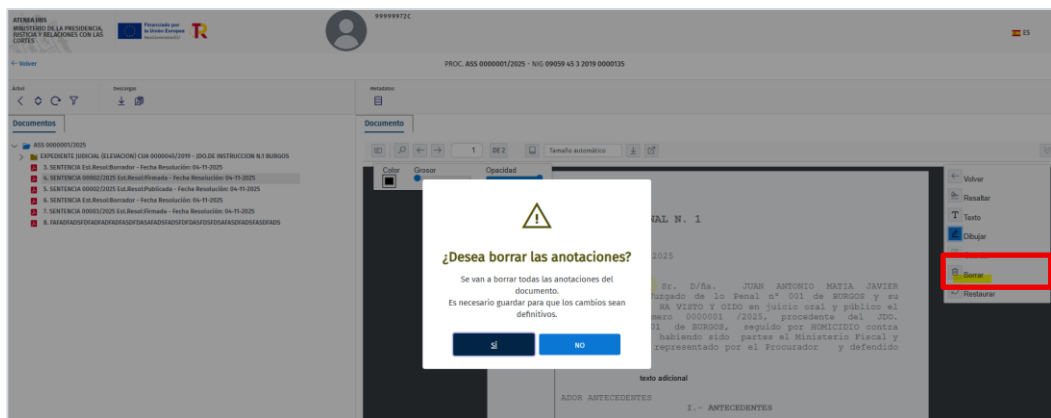 ATENEA IRIS
MINISTERIO DE LA PRESIDENCIA,
JUSTICIA Y RELACIONES CON LAS
CORTES
Financiado por
la Unión Europea
99999972C
ES
Volver
PROC. ASS 0000001/2025 - NIG 09059 45 3 2019 0000135
Árbol
Descargas
Metadatos
Documentos
Documento
ASS 0000001/2025
EXPEDIENTE JUDICIAL (ELEVACION) CUA 0000045/2019 - JDO.DE INSTRUCCION N.1 BURGOS
3. SENTENCIA Est.Resol:Borrador - Fecha Resolución: 04-11-2025
4. SENTENCIA 00002/2025 Est.Resol:Firmada - Fecha Resolución: 04-11-2025
5. SENTENCIA 00002/2025 Est.Resol:Publicada - Fecha Resolución: 04-11-2025
6. SENTENCIA Est.Resol:Borrador - Fecha Resolución: 04-11-2025
7. SENTENCIA 00003/2025 Est.Resol:Firmada - Fecha Resolución: 04-11-2025
1
DE 2
Tamaño automático
Color
Grosor
Opacidad
Volver
Resaltar
Texto
Dibujar
Borrar
Restaurar
¿Desea borrar las anotaciones?
Se van a borrar todas las anotaciones del
documento.
Es necesario guardar para que los cambios sean
definitivos.
SÍ
NO
NAL N. 1
2025
Sr. D/ña. JUAN ANTONIO MATIA JAVIER
Juzgado de lo Penal nº 001 de BURGOS y su
HA VISTO Y OIDO en juicio oral y público el
mero 0000001 /2025, procedante del JDO.
01 de BURGOS, seguido por HOMICIDIO contra
habiendo sido partes el Ministerio Fiscal y
representado por el Procurador y defendido
texto adicional
ADOR ANTECEDENTES
I.- ANTECEDENTES